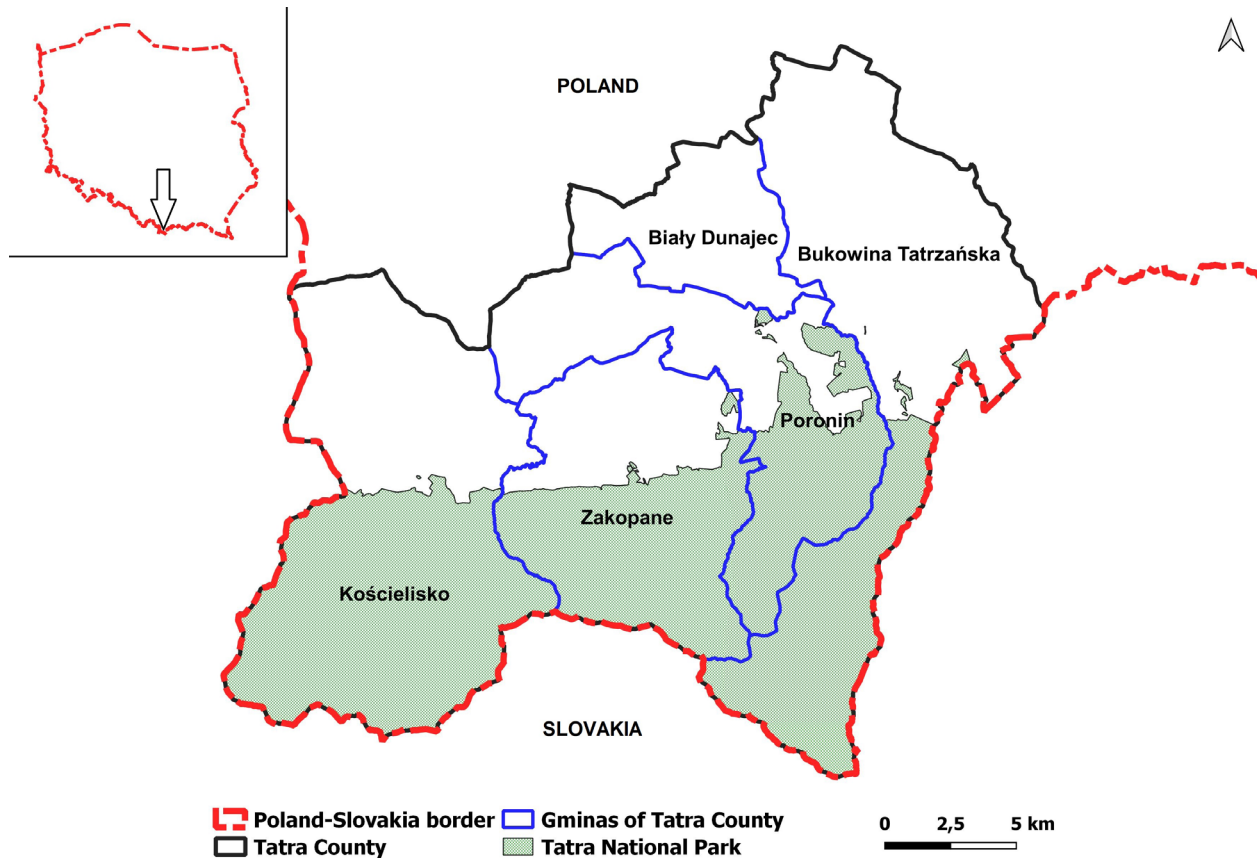 POLAND
Biały Dunajec
Bukowina Tatrzańska
Poronin
Zakopane
Kościelisko
SLOVAKIA
Poland-Slovakia border
Gminas of Tatra County
0 2,5 5 km
Tatra County
Tatra National Park